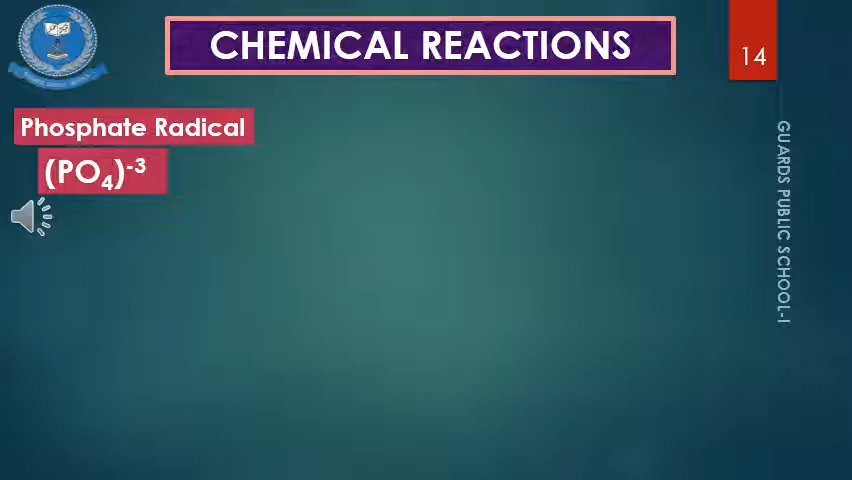 CHEMICAL REACTIONS
14
Phosphate Radical
(PO₄)⁻³
GUARDS PUBLIC SCHOOL-I